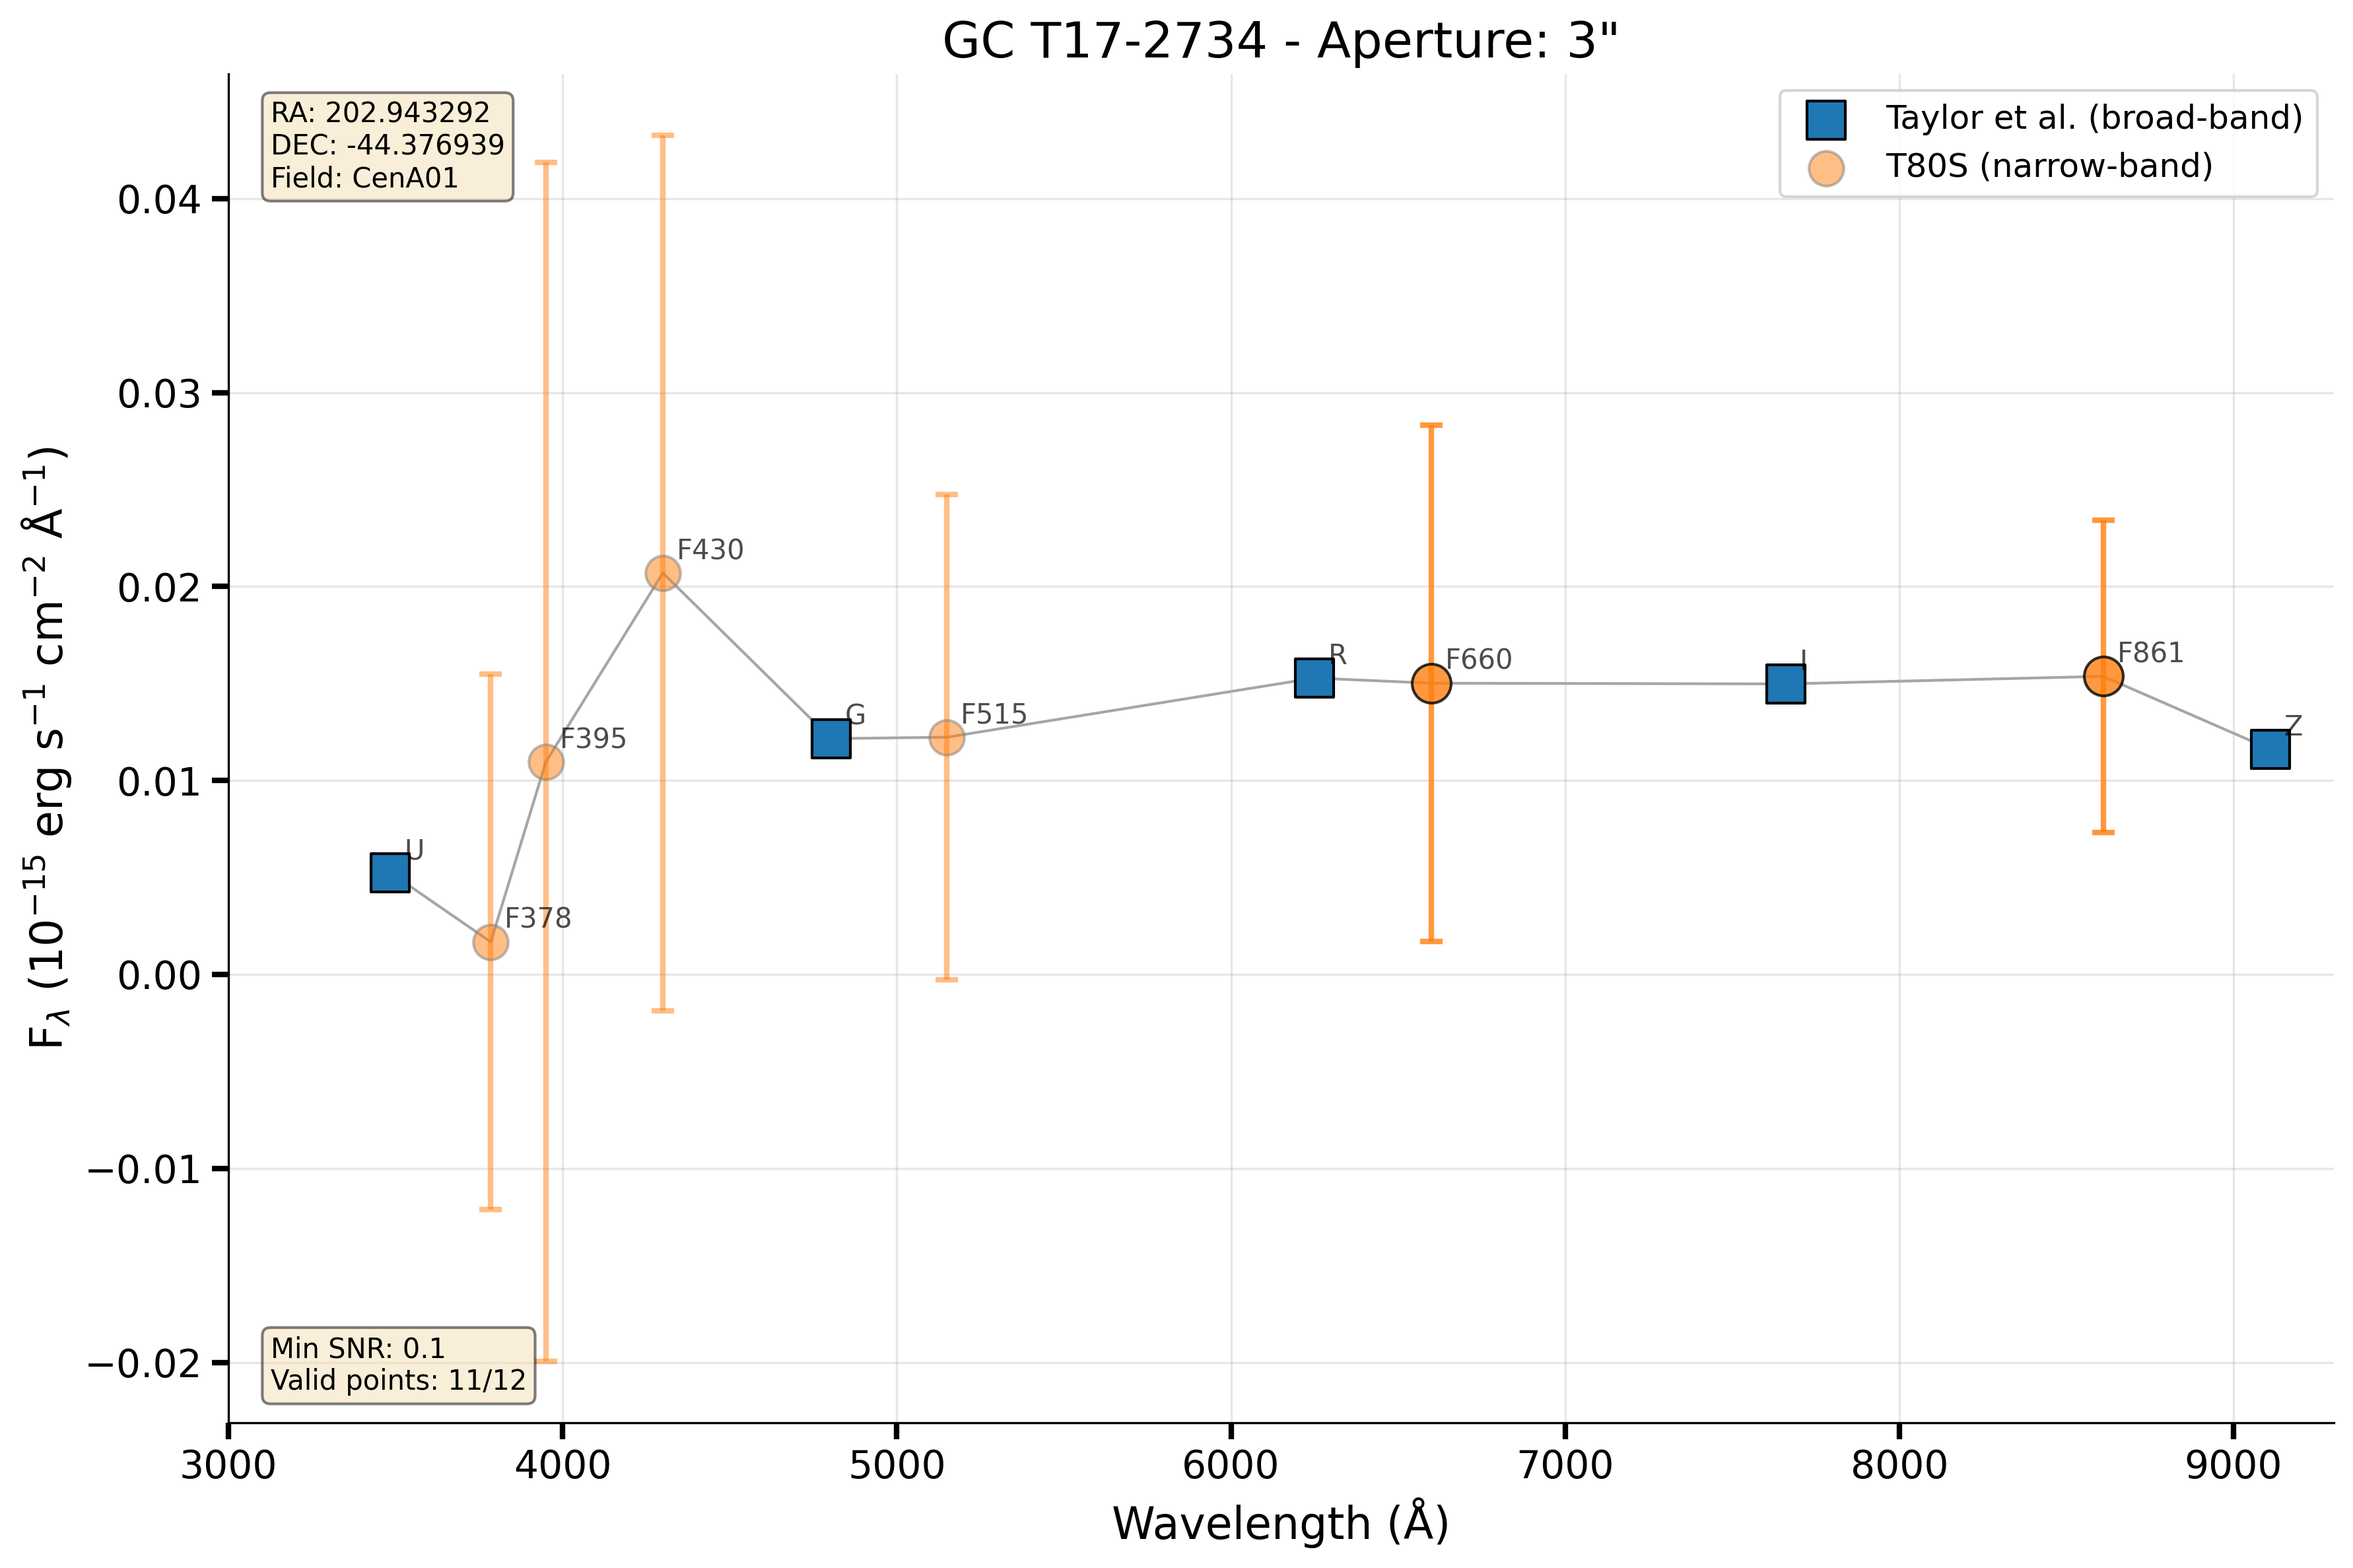 GC T17-2734 - Aperture: 3"
RA: 202.943292
DEC: -44.376939
Field: CenA01
Taylor et al. (broad-band)
T80S (narrow-band)
0.04
0.03
0.02
0.01
0.00
−0.01
−0.02
F430
R
F660
I
F861
G
F515
F395
Z
U
F378
Min SNR: 0.1
Valid points: 11/12
3000 4000 5000 6000 7000 8000 9000
Wavelength (Å)
Fλ (10⁻¹⁵ erg s⁻¹ cm⁻² Å⁻¹)